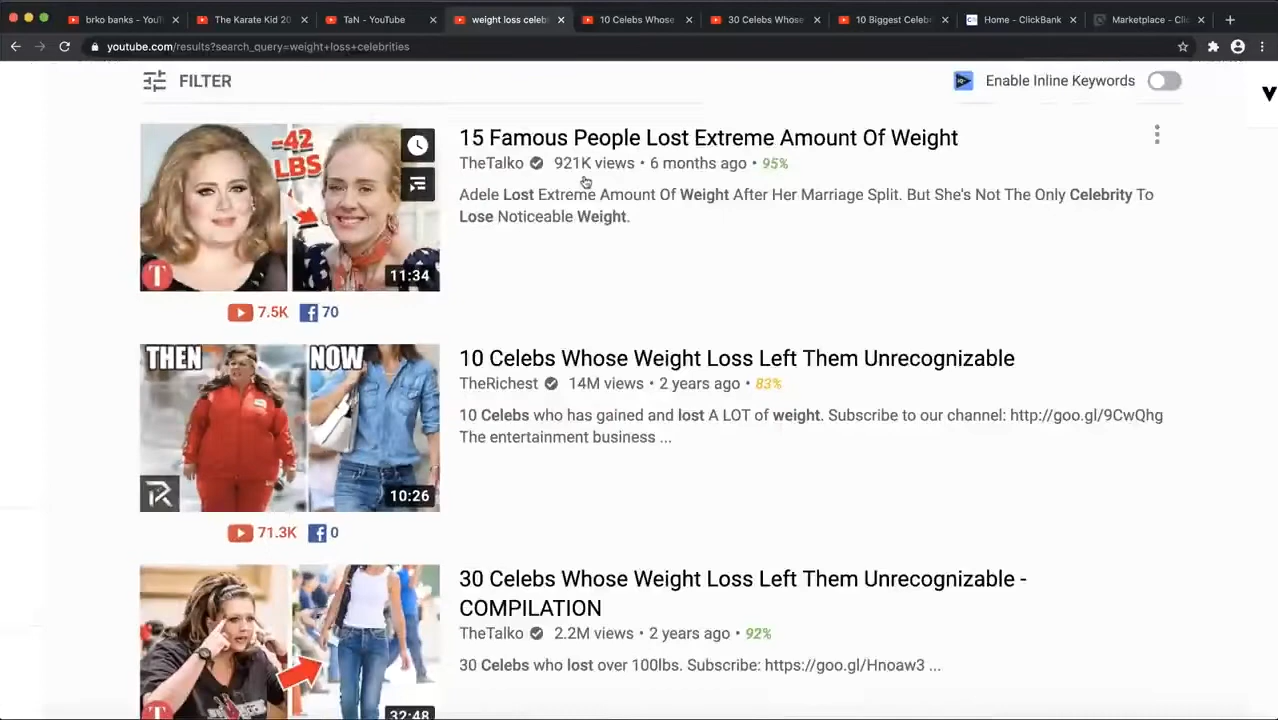 brko banks - YouT
The Karate Kid 20
TaN - YouTube
weight loss celeb
10 Celebs Whose
30 Celebs Whose
10 Biggest Celebr
Home - ClickBank
Marketplace - Clic
youtube.com/results?search_query=weight+loss+celebrities
FILTER
Enable Inline Keywords
15 Famous People Lost Extreme Amount Of Weight
TheTalko 921K views • 6 months ago • 95%
Adele Lost Extreme Amount Of Weight After Her Marriage Split. But She's Not The Only Celebrity To
Lose Noticeable Weight.
-42
LBS
T
11:34
7.5K 70
10 Celebs Whose Weight Loss Left Them Unrecognizable
TheRichest 14M views • 2 years ago • 83%
10 Celebs who has gained and lost A LOT of weight. Subscribe to our channel: http://goo.gl/9CwQhg
The entertainment business ...
THEN NOW
R
10:26
71.3K 0
30 Celebs Whose Weight Loss Left Them Unrecognizable -
COMPILATION
TheTalko 2.2M views • 2 years ago • 92%
30 Celebs who lost over 100lbs. Subscribe: https://goo.gl/Hnoaw3 ...
T
32:48